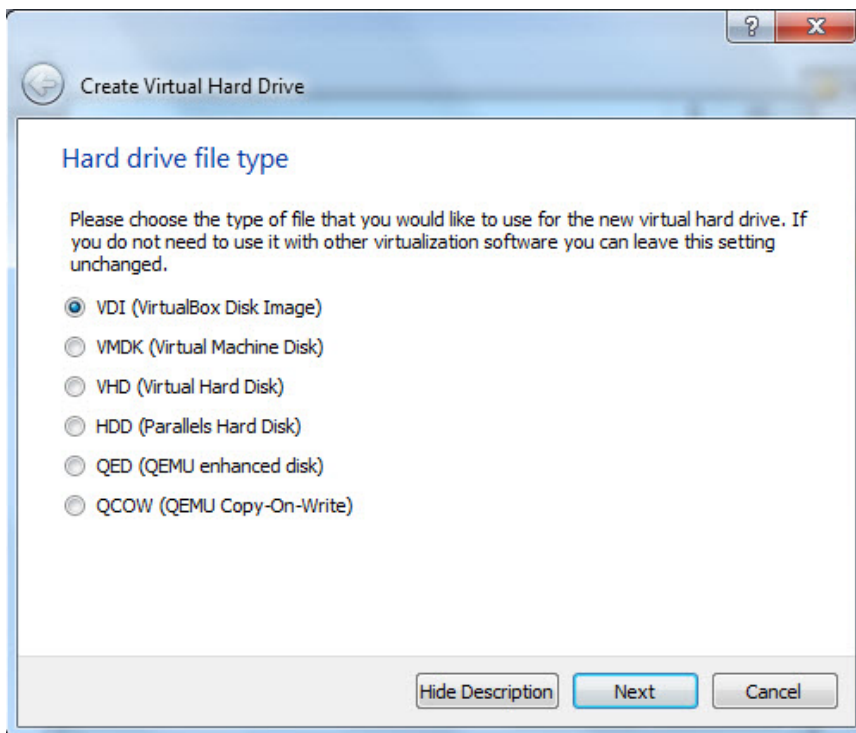 Create Virtual Hard Drive
Hard drive file type
Please choose the type of file that you would like to use for the new virtual hard drive. If
you do not need to use it with other virtualization software you can leave this setting
unchanged.
VDI (VirtualBox Disk Image)
VMDK (Virtual Machine Disk)
VHD (Virtual Hard Disk)
HDD (Parallels Hard Disk)
QED (QEMU enhanced disk)
QCOW (QEMU Copy-On-Write)
Hide Description Next Cancel